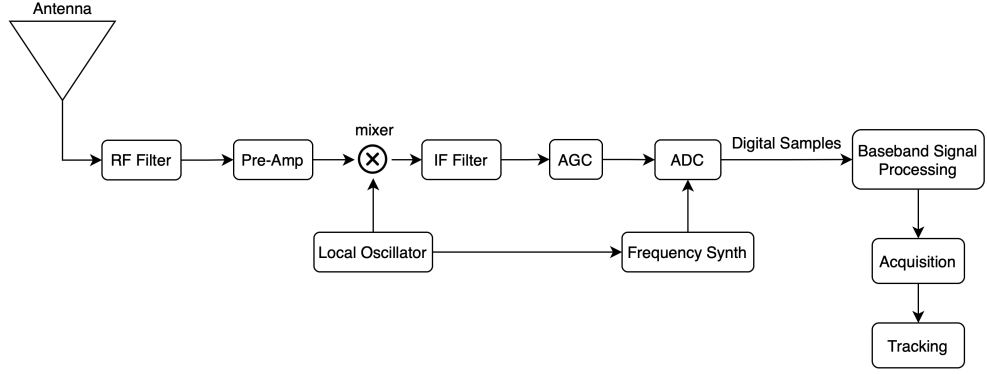 Antenna
mixer
RF Filter
Pre-Amp
IF Filter
AGC
ADC
Digital Samples
Baseband Signal
Processing
Local Oscillator
Frequency Synth
Acquisition
Tracking